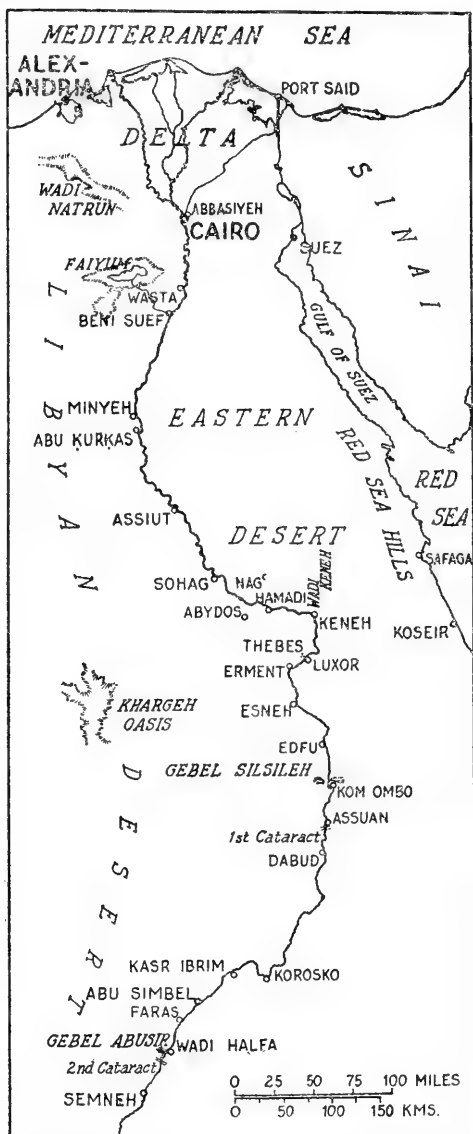 MEDITERRANEAN SEA
ALEX-
ANDRIA
PORT SAID
DELTA
WADI
NATRUN
SINAI
ABBASIYEH
CAIRO
SUEZ
FAIYUM
WASTA
BENI SUEF
GULF OF SUEZ
LIBYAN
MINYEH
ABU KURKAS
EASTERN
RED SEA HILLS
RED
SEA
ASSIUT
DESERT
SAFAGA
SOHAG
NAGʿ
HAMADI
WADI
KENEH
ABYDOS
KENEH
KOSEIR
THEBES
LUXOR
ERMENT
KHARGEH
OASIS
ESNEH
EDFU
GEBEL SILSILEH
KOM OMBO
DESERT
ASSUAN
1st Cataract
DABUD
KASR IBRIM
KOROSKO
ABU SIMBEL
FARAS
GEBEL ABUSIR
WADI HALFA
2nd Cataract
SEMNEH
0 50 100 MILES
0 50 100 150 KMS.